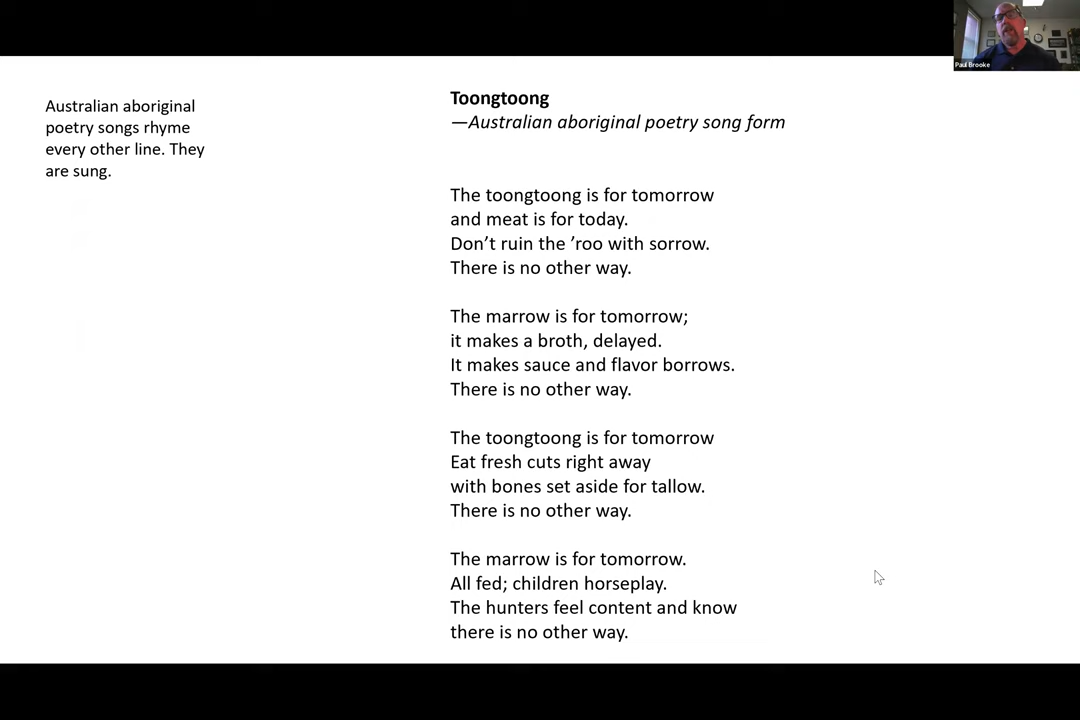 Paul Brooke
Australian aboriginal
poetry songs rhyme
every other line. They
are sung.
Toongtoong
—Australian aboriginal poetry song form
The toongtoong is for tomorrow
and meat is for today.
Don’t ruin the ’roo with sorrow.
There is no other way.
The marrow is for tomorrow;
it makes a broth, delayed.
It makes sauce and flavor borrows.
There is no other way.
The toongtoong is for tomorrow
Eat fresh cuts right away
with bones set aside for tallow.
There is no other way.
The marrow is for tomorrow.
All fed; children horseplay.
The hunters feel content and know
there is no other way.